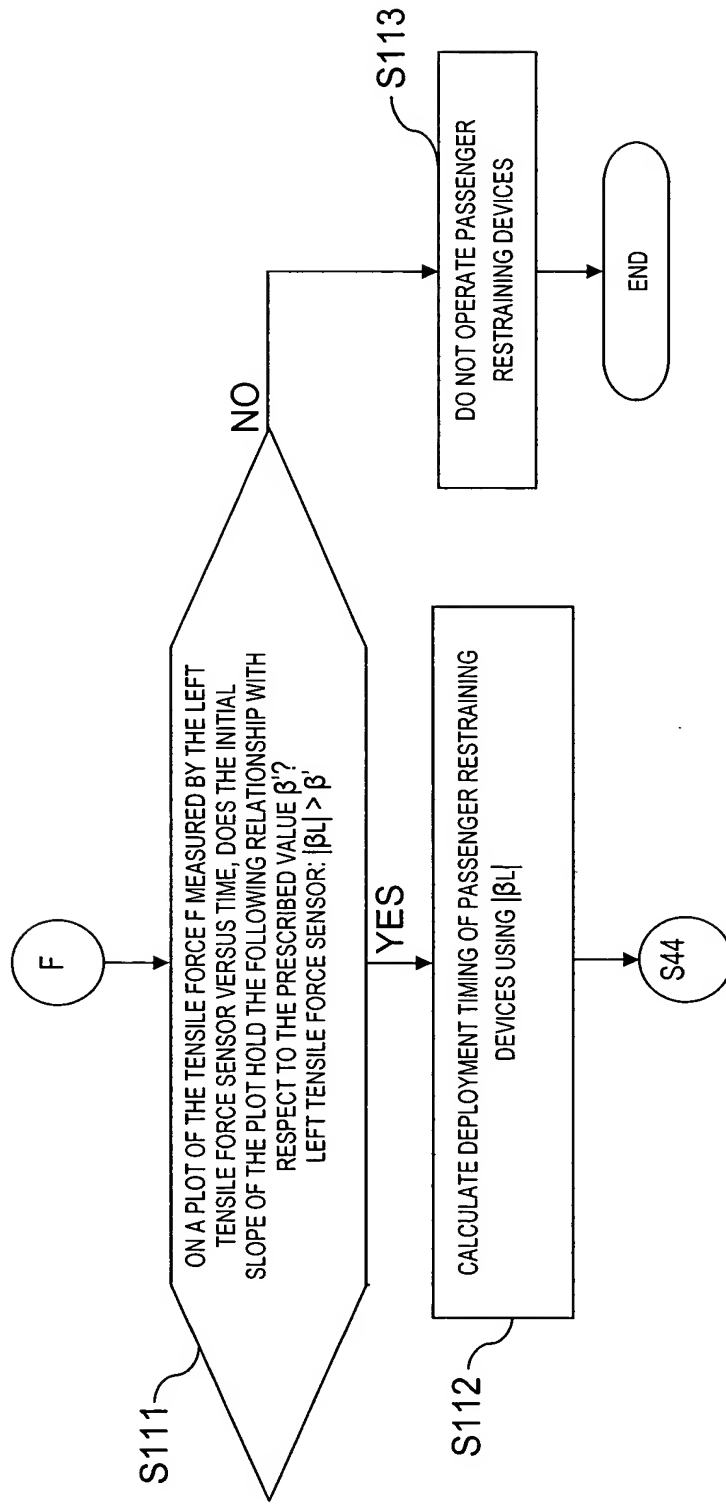 F
S111
ON A PLOT OF THE TENSILE FORCE F MEASURED BY THE LEFT
TENSILE FORCE SENSOR VERSUS TIME, DOES THE INITIAL
SLOPE OF THE PLOT HOLD THE FOLLOWING RELATIONSHIP WITH
RESPECT TO THE PRESCRIBED VALUE β'?
LEFT TENSILE FORCE SENSOR: |βL| > β'
NO
YES
S112
CALCULATE DEPLOYMENT TIMING OF PASSENGER RESTRAINING
DEVICES USING |βL|
S44
S113
DO NOT OPERATE PASSENGER
RESTRAINING DEVICES
END